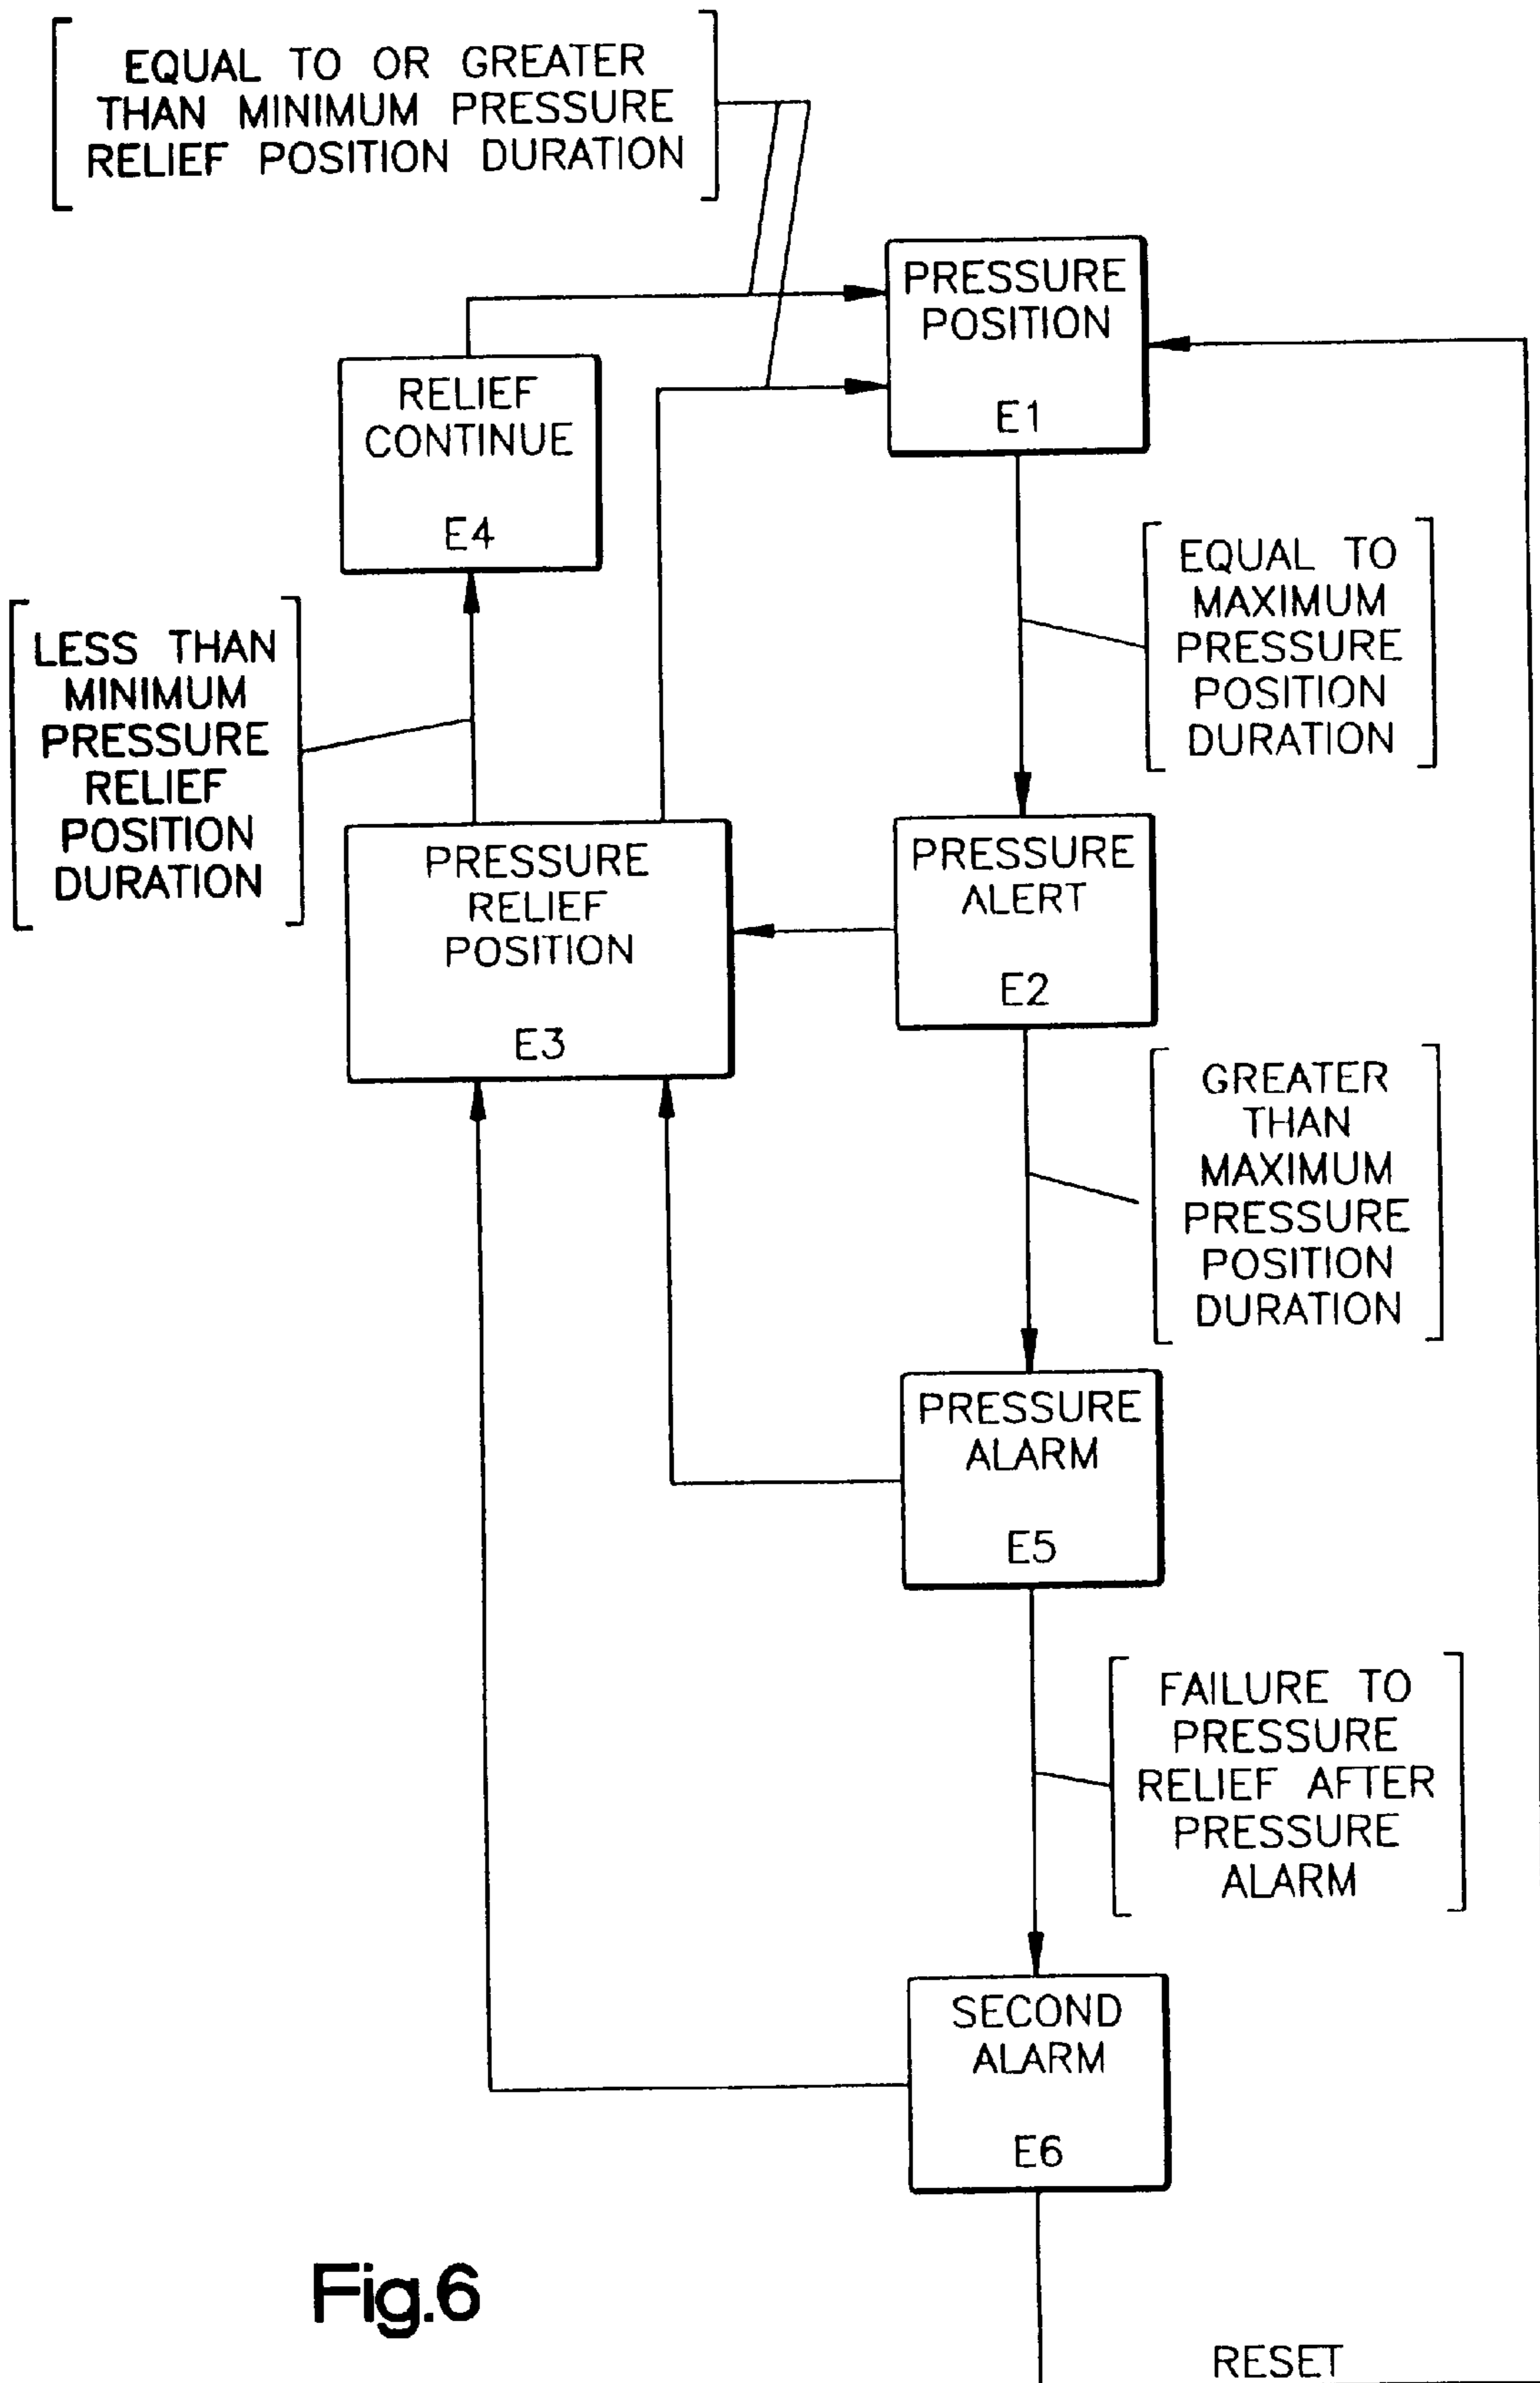 EQUAL TO OR GREATER
THAN MINIMUM PRESSURE
RELIEF POSITION DURATION
PRESSURE
POSITION
E1
RELIEF
CONTINUE
E4
EQUAL TO
MAXIMUM
PRESSURE
POSITION
DURATION
LESS THAN
MINIMUM
PRESSURE
RELIEF
POSITION
DURATION
PRESSURE
RELIEF
POSITION
E3
PRESSURE
ALERT
E2
GREATER
THAN
MAXIMUM
PRESSURE
POSITION
DURATION
PRESSURE
ALARM
E5
FAILURE TO
PRESSURE
RELIEF AFTER
PRESSURE
ALARM
SECOND
ALARM
E6
Fig.6
RESET